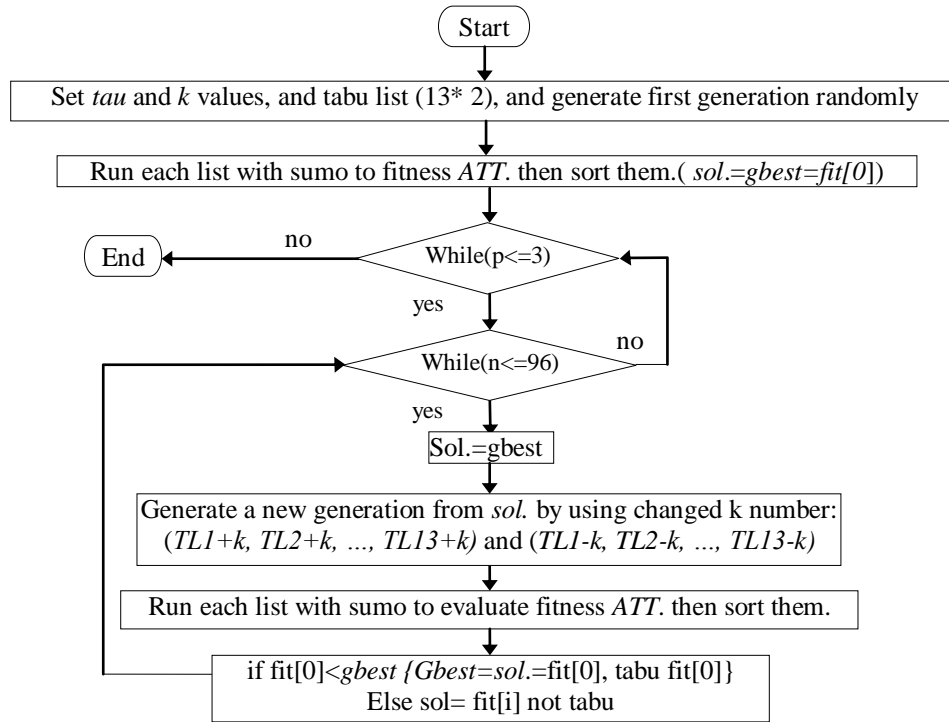 Start
Set tau and k values, and tabu list (13* 2), and generate first generation randomly
Run each list with sumo to fitness ATT. then sort them.( sol.=gbest=fit[0])
no
End
While(p<=3)
yes
no
While(n<=96)
yes
Sol.=gbest
Generate a new generation from sol. by using changed k number:
(TL1+k, TL2+k, ..., TL13+k) and (TL1-k, TL2-k, ..., TL13-k)
Run each list with sumo to evaluate fitness ATT. then sort them.
if fit[0]<gbest {Gbest=sol.=fit[0], tabu fit[0]}
Else sol= fit[i] not tabu